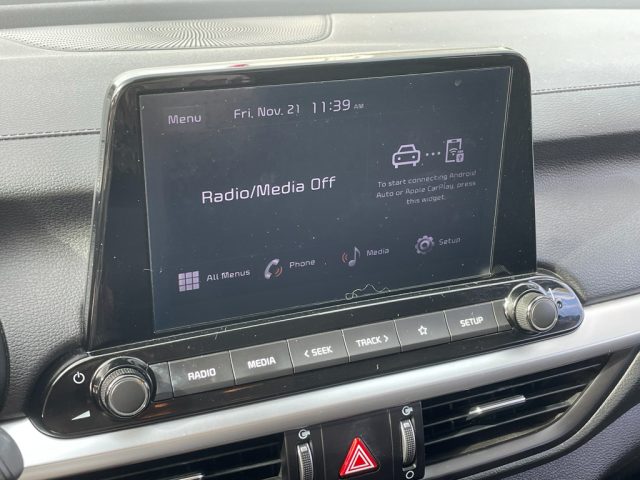 Menu Fri, Nov. 21 11:39 AM
Radio/Media Off
To start connecting Android
Auto or Apple CarPlay, press
this widget.
All Menus Phone Media Setup
RADIO MEDIA < SEEK TRACK > SETUP